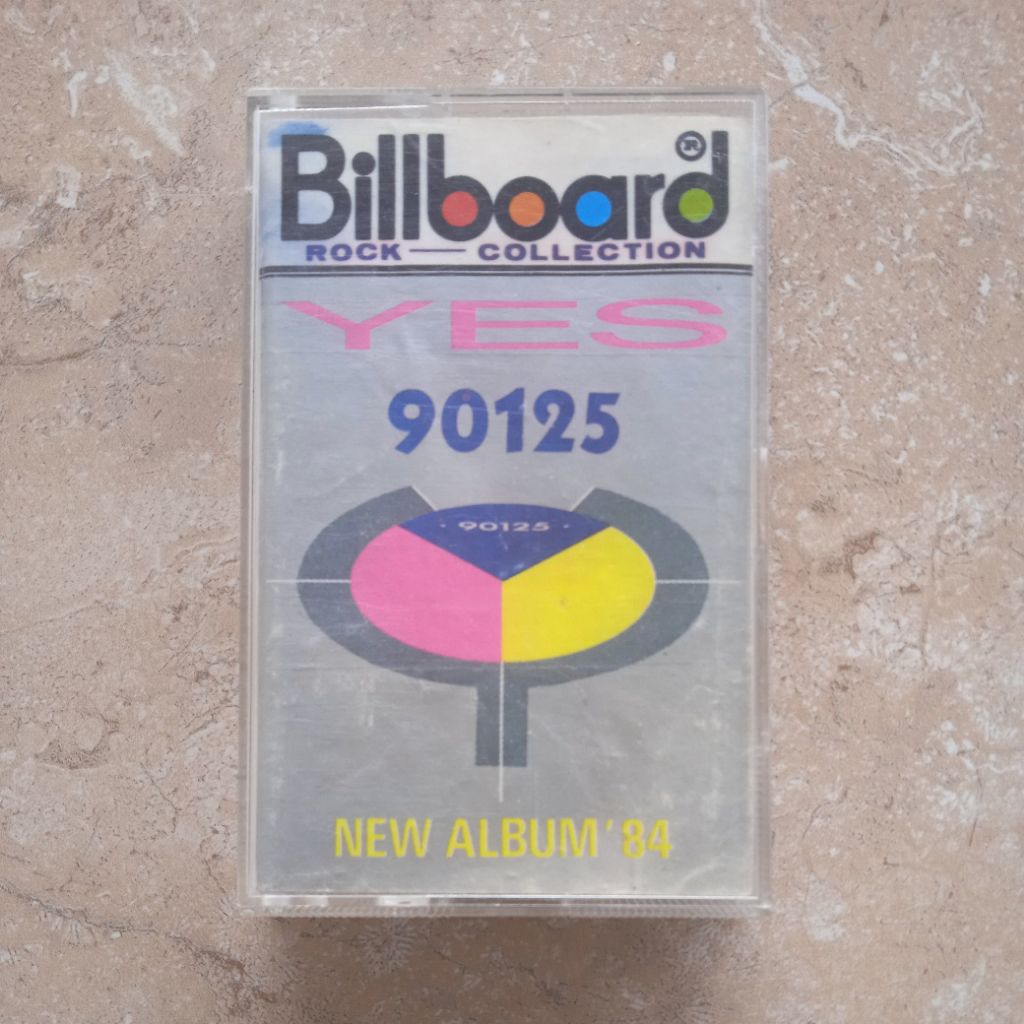 Billboard®
ROCK — COLLECTION
YES
90125
· 90125 ·
NEW ALBUM '84